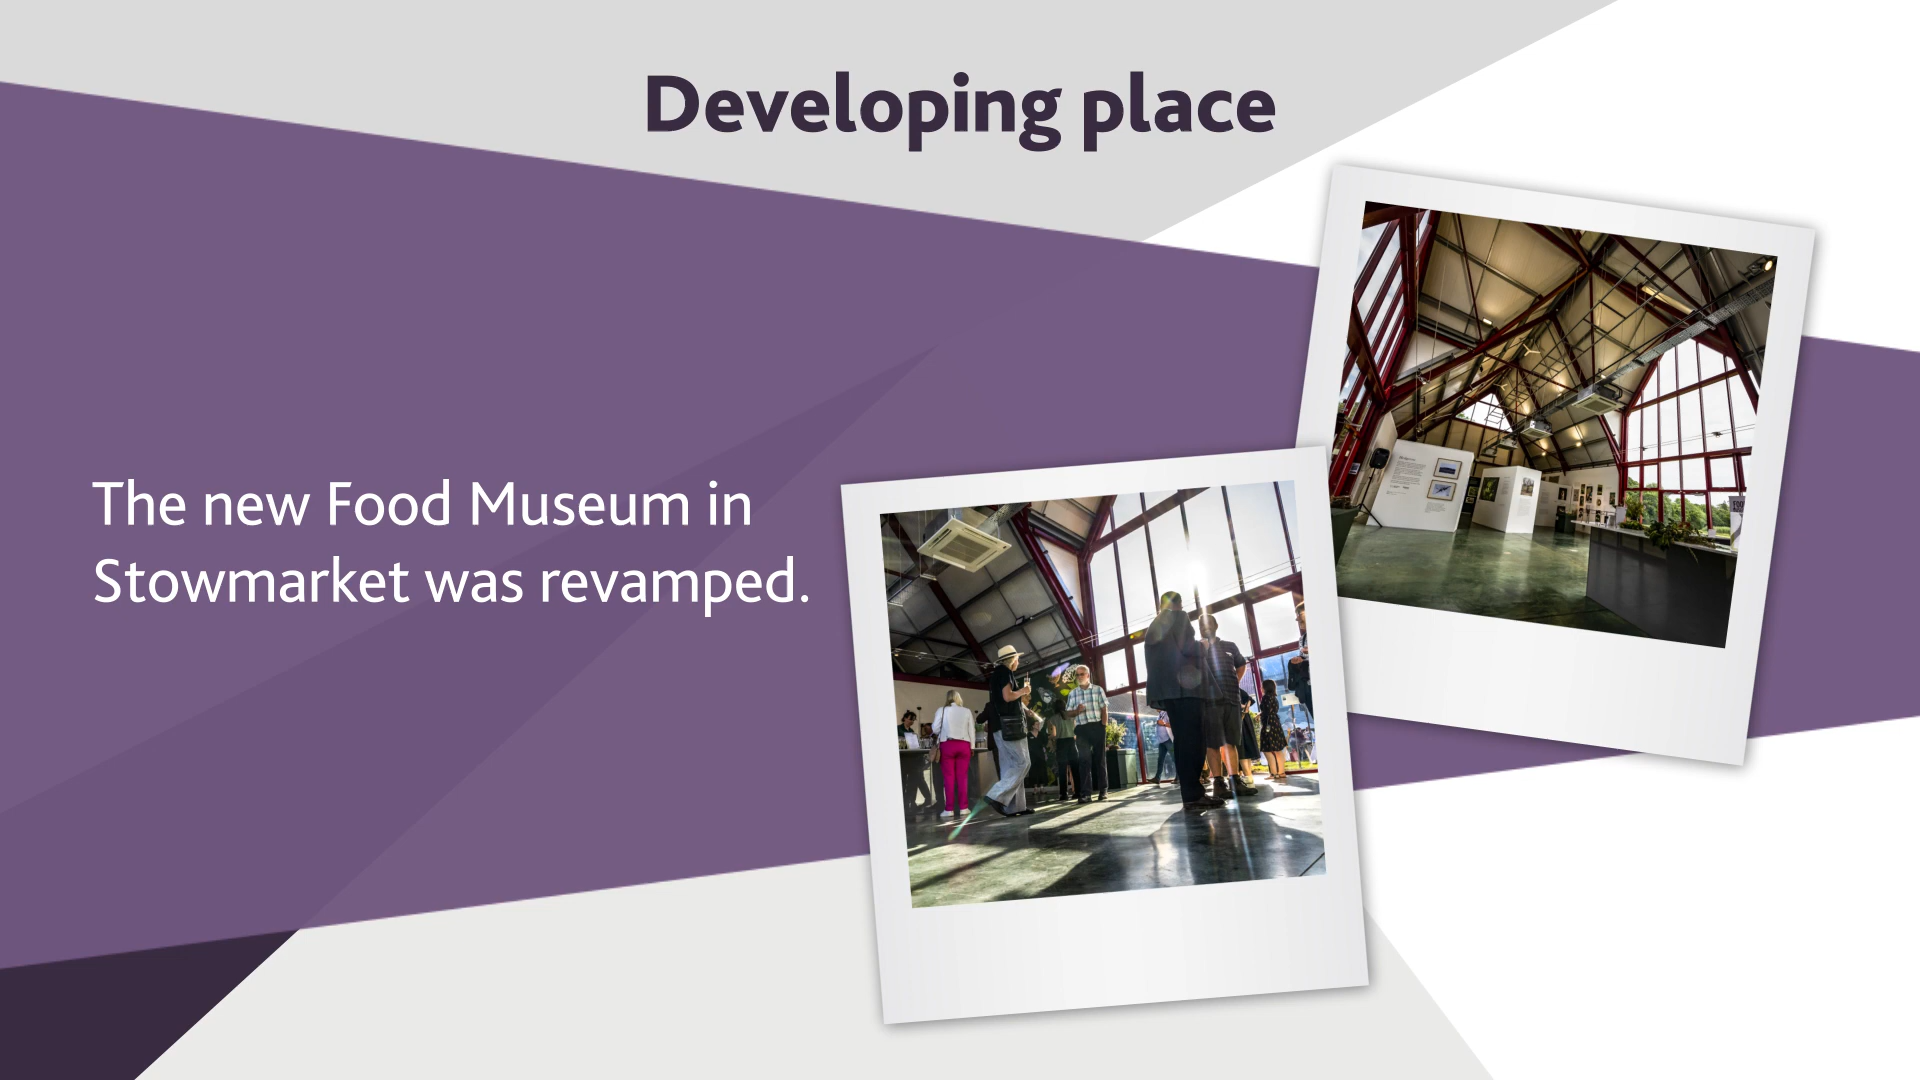 Developing place
The new Food Museum in
Stowmarket was revamped.